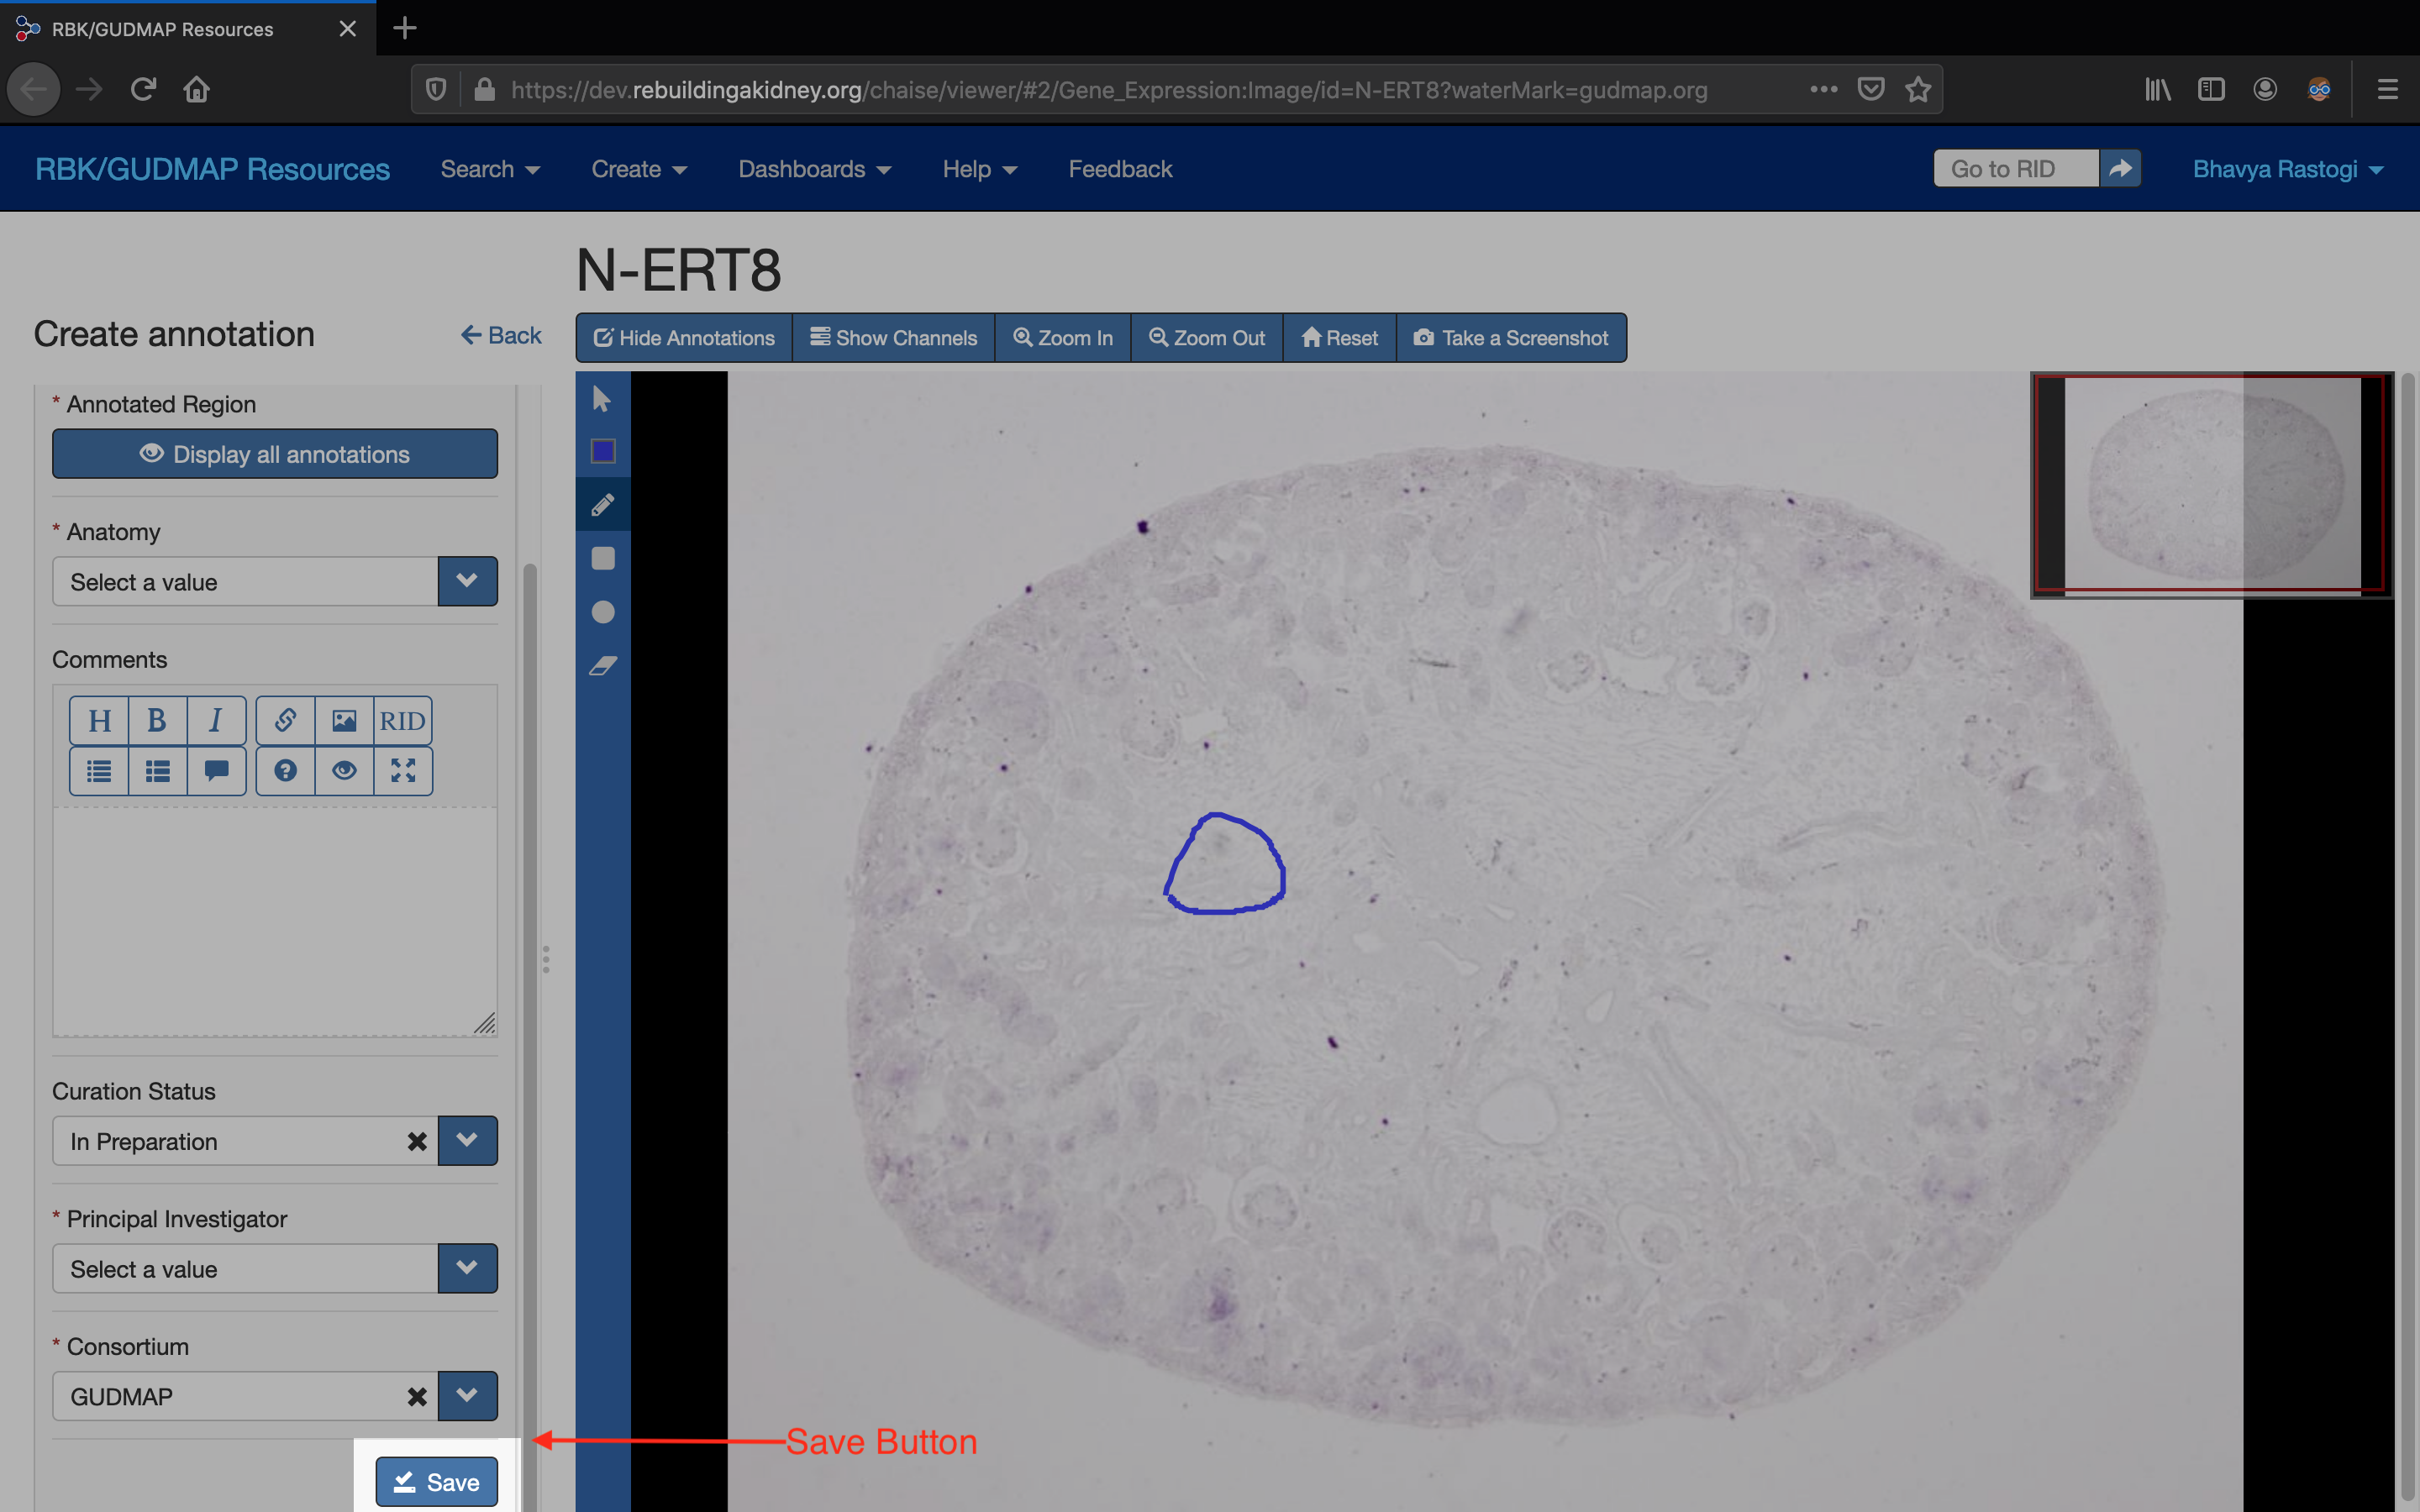 RBK/GUDMAP Resources
https://dev.rebuildingakidney.org/chaise/viewer/#2/Gene_Expression:Image/id=N-ERT8?waterMark=gudmap.org
RBK/GUDMAP Resources Search Create Dashboards Help Feedback Go to RID Bhavya Rastogi
N-ERT8
Create annotation Back
Hide Annotations Show Channels Zoom In Zoom Out Reset Take a Screenshot
* Annotated Region
Display all annotations
* Anatomy
Select a value
Comments
H B I RID
Curation Status
In Preparation
* Principal Investigator
Select a value
* Consortium
GUDMAP
Save Button
Save